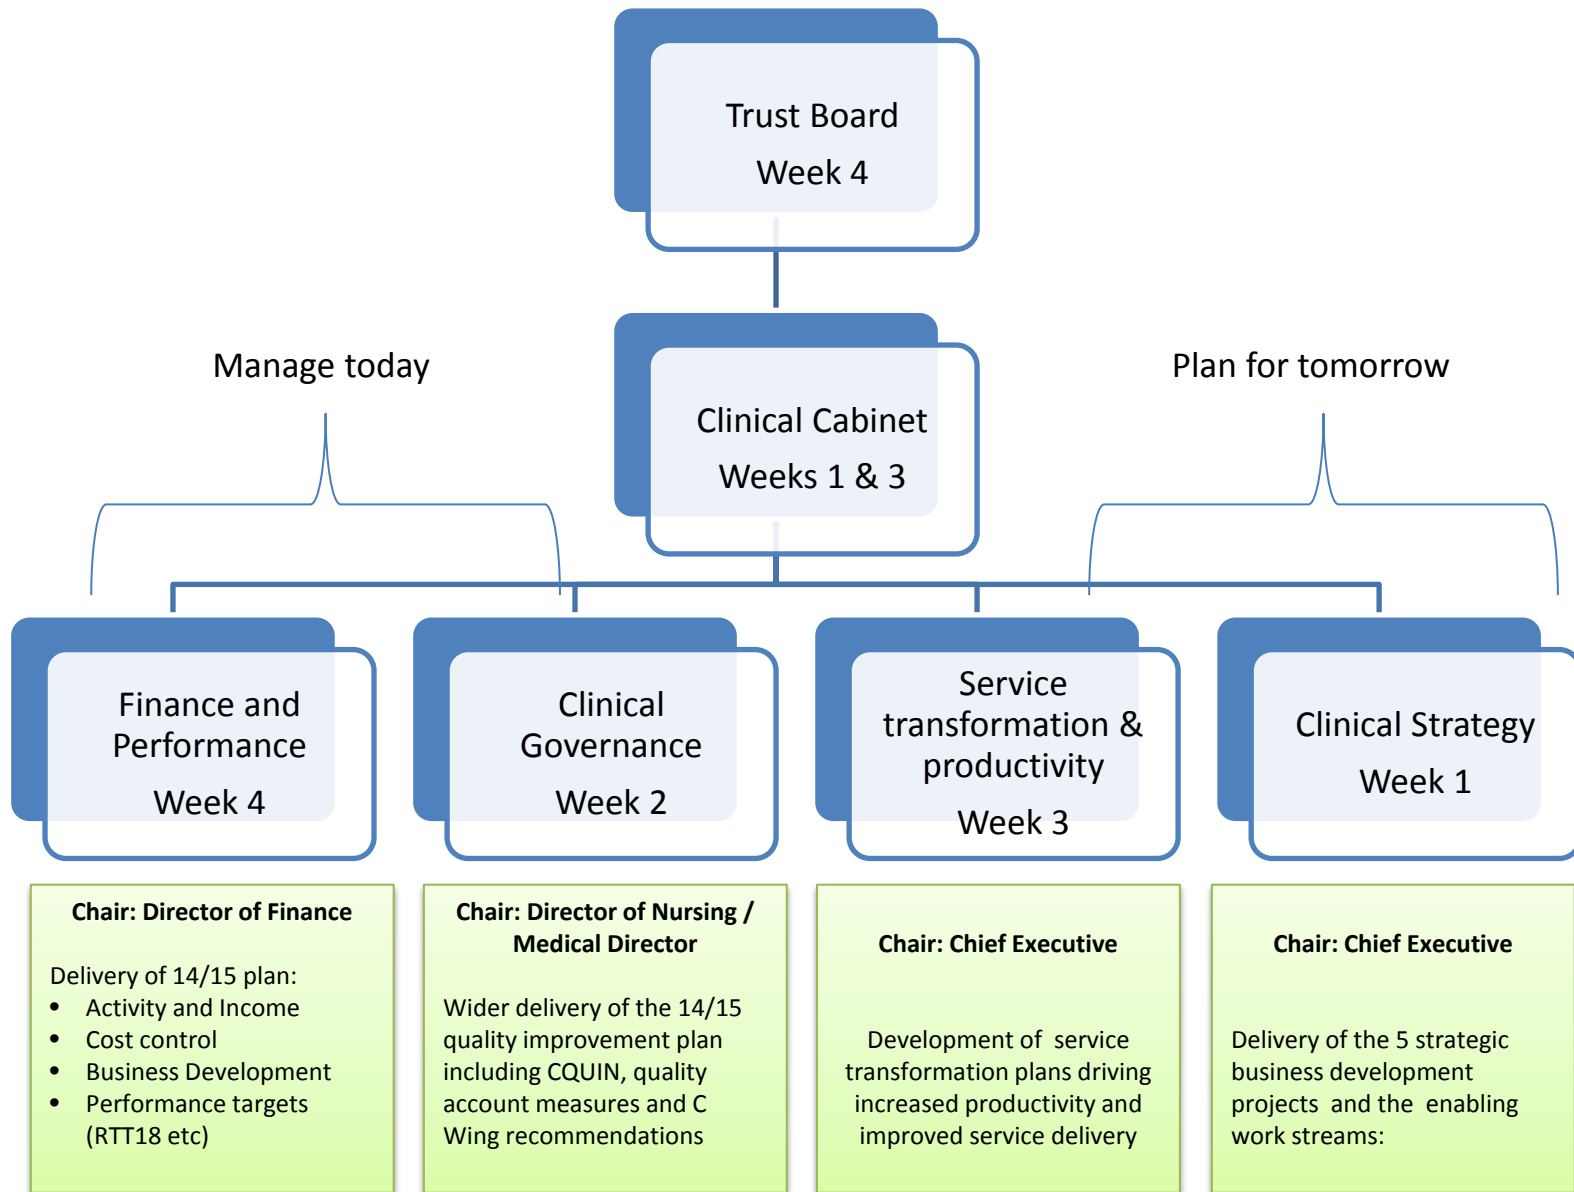 Trust Board
Week 4
Manage today
Plan for tomorrow
Clinical Cabinet
Weeks 1 & 3
Finance and
Performance
Week 4
Clinical
Governance
Week 2
Service
transformation &
productivity
Week 3
Clinical Strategy
Week 1
Chair: Director of Finance
Delivery of 14/15 plan:
• Activity and Income
• Cost control
• Business Development
• Performance targets
(RTT18 etc)
Chair: Director of Nursing /
Medical Director
Wider delivery of the 14/15
quality improvement plan
including CQUIN, quality
account measures and C
Wing recommendations
Chair: Chief Executive
Development of service
transformation plans driving
increased productivity and
improved service delivery
Chair: Chief Executive
Delivery of the 5 strategic
business development
projects and the enabling
work streams: